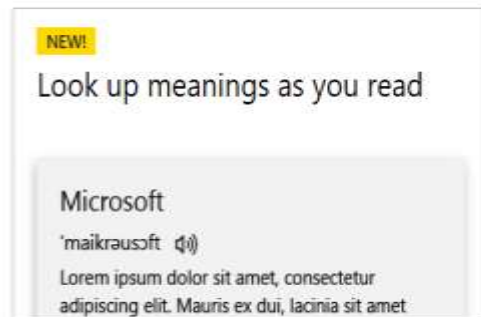 NEW!
Look up meanings as you read
Microsoft
'maikrəusɔft
Lorem ipsum dolor sit amet, consectetur
adipiscing elit. Mauris ex dui, lacinia sit amet